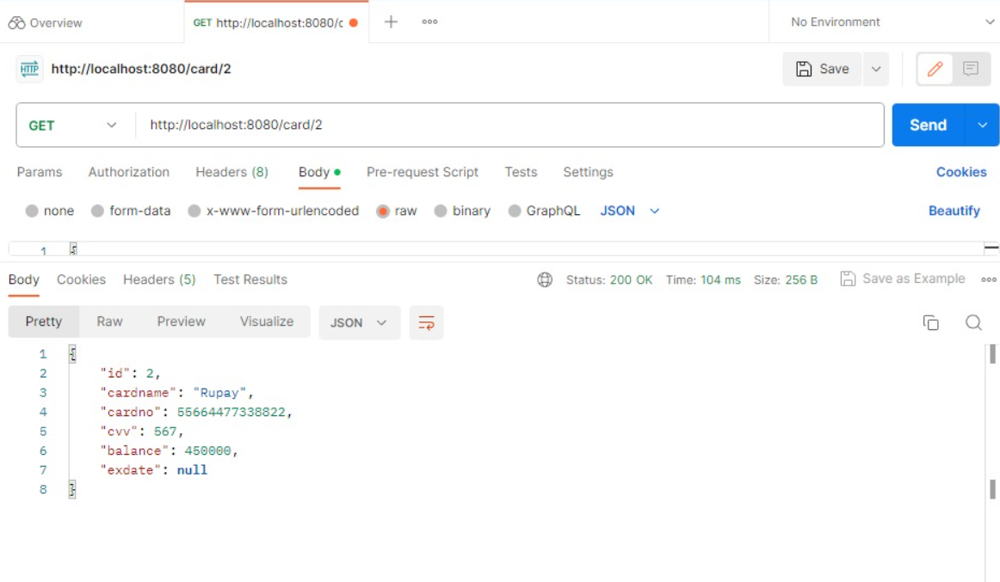 Overview GET http://localhost:8080/c No Environment
HTTP http://localhost:8080/card/2 Save
GET http://localhost:8080/card/2 Send
Params Authorization Headers (8) Body Pre-request Script Tests Settings Cookies
none form-data x-www-form-urlencoded raw binary GraphQL JSON Beautify
1 {
Body Cookies Headers (5) Test Results Status: 200 OK Time: 104 ms Size: 256 B Save as Example
Pretty Raw Preview Visualize JSON
1 {
2 "id": 2,
3 "cardname": "Rupay",
4 "cardno": 55664477338822,
5 "cvv": 567,
6 "balance": 450000,
7 "exdate": null
8 }